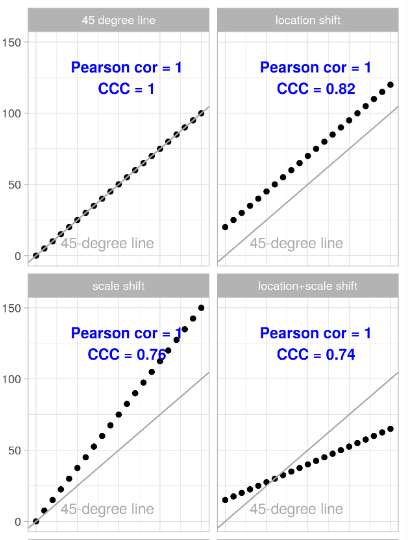 45 degree line
location shift
150
100
50
0
Pearson cor = 1
CCC = 1
45-degree line
Pearson cor = 1
CCC = 0.82
45-degree line
scale shift
location+scale shift
150
100
50
0
Pearson cor = 1
CCC = 0.76
45-degree line
Pearson cor = 1
CCC = 0.74
45-degree line